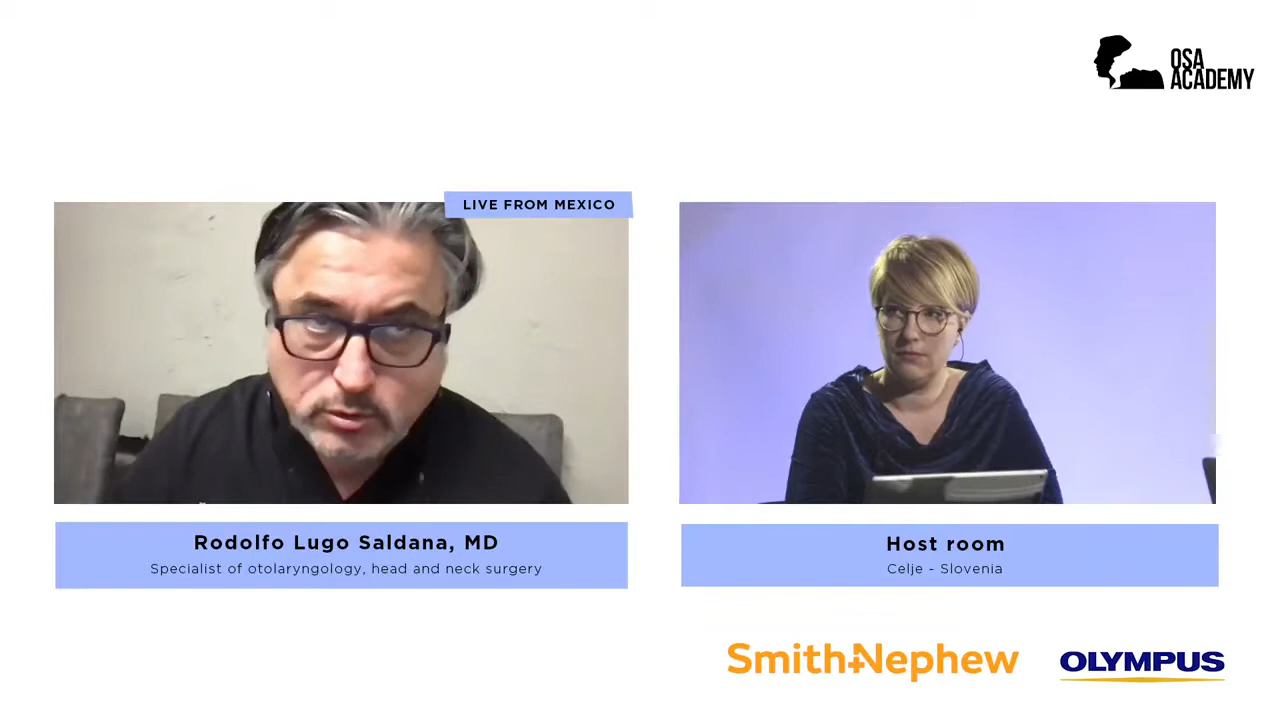 OSA
ACADEMY
LIVE FROM MEXICO
Rodolfo Lugo Saldana, MD
Specialist of otolaryngology, head and neck surgery
Host room
Celje - Slovenia
Smith+Nephew
OLYMPUS